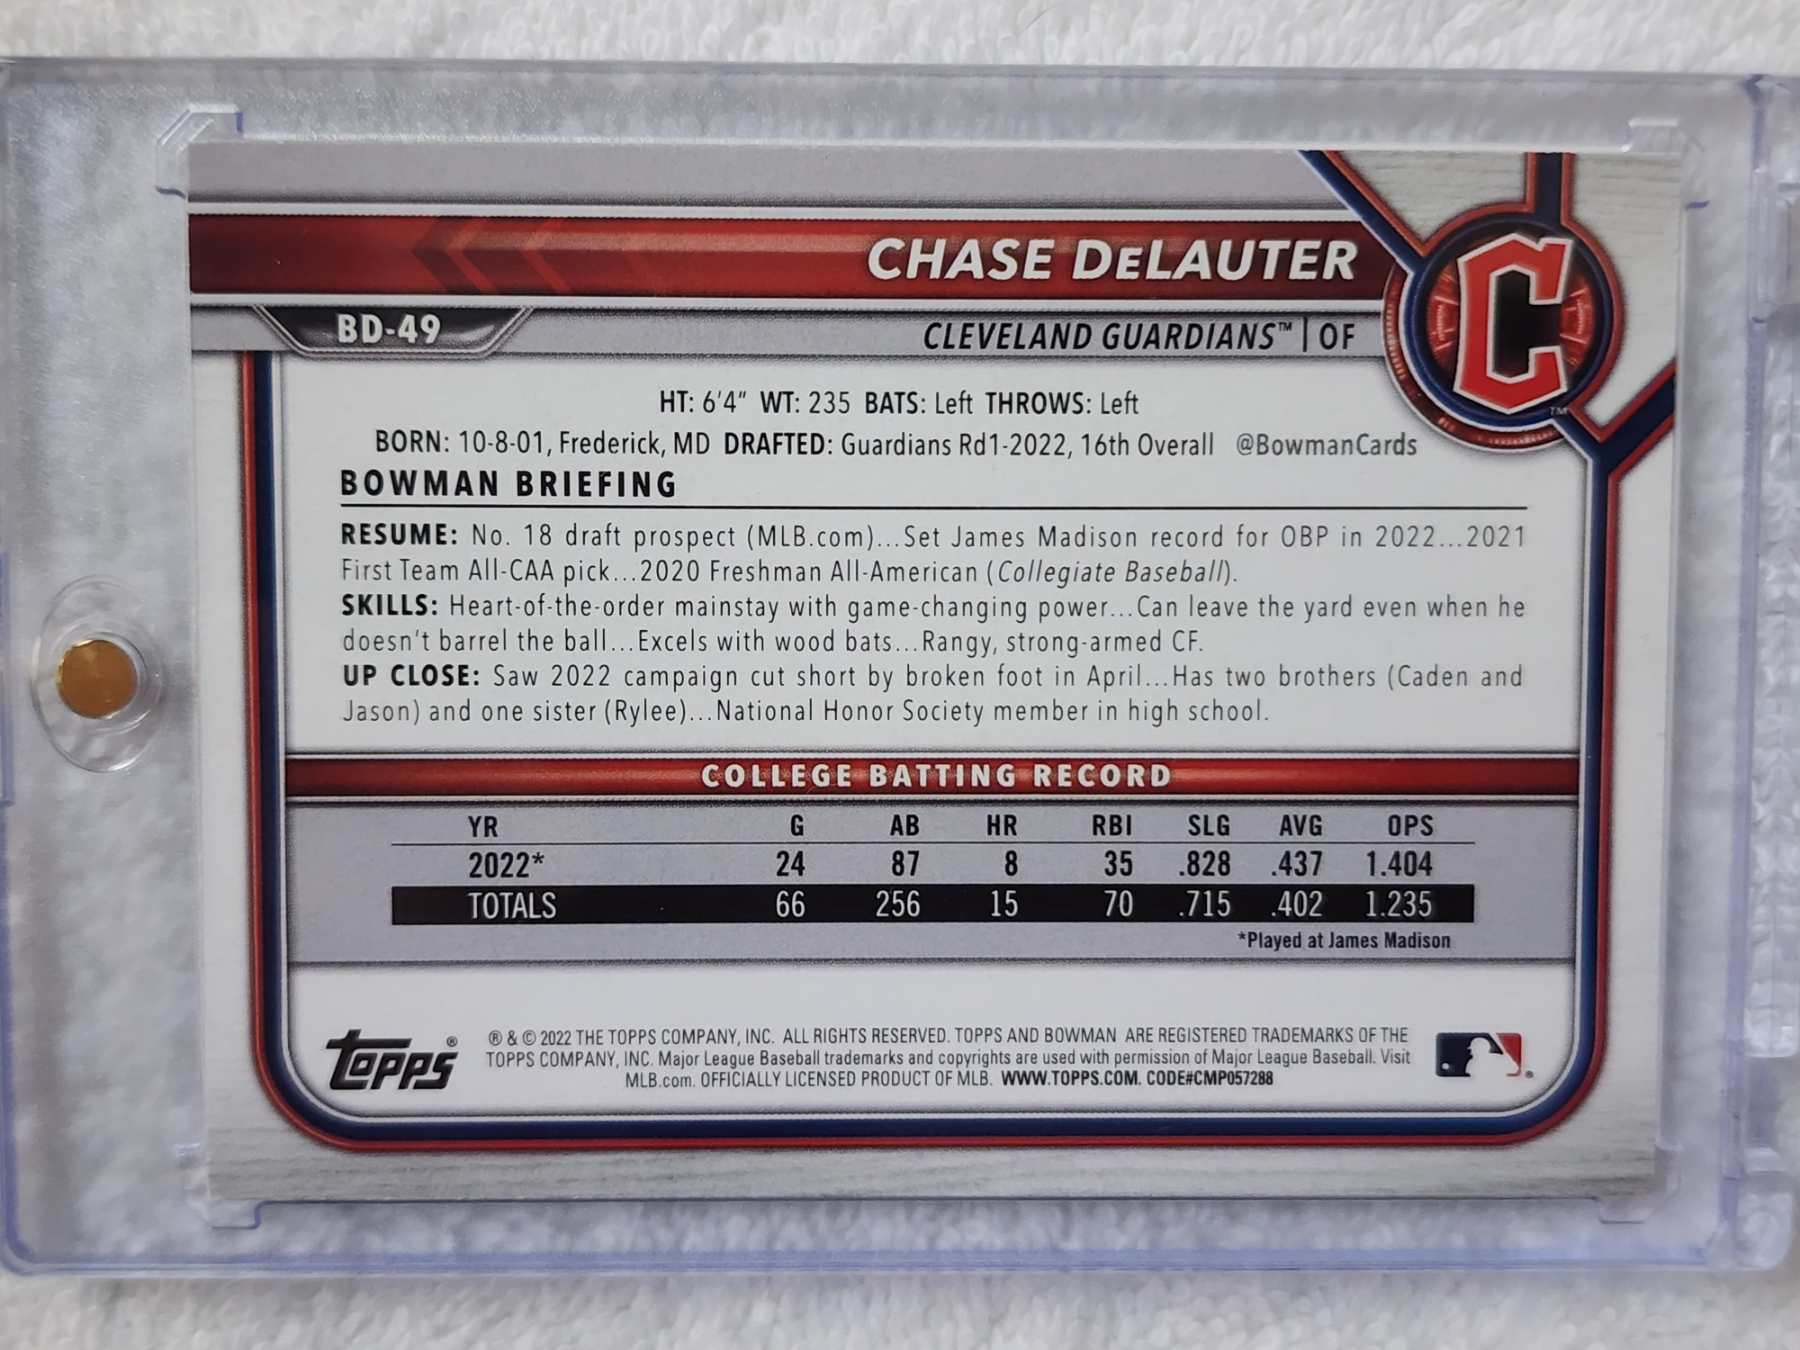 CHASE DeLAUTER
BD-49
CLEVELAND GUARDIANS™ | OF
C
™
HT: 6'4" WT: 235 BATS: Left THROWS: Left
BORN: 10-8-01, Frederick, MD DRAFTED: Guardians Rd1-2022, 16th Overall @BowmanCards
BOWMAN BRIEFING
RESUME: No. 18 draft prospect (MLB.com)...Set James Madison record for OBP in 2022...2021
First Team All-CAA pick...2020 Freshman All-American (Collegiate Baseball).
SKILLS: Heart-of-the-order mainstay with game-changing power...Can leave the yard even when he
doesn't barrel the ball...Excels with wood bats...Rangy, strong-armed CF.
UP CLOSE: Saw 2022 campaign cut short by broken foot in April...Has two brothers (Caden and
Jason) and one sister (Rylee)...National Honor Society member in high school.
COLLEGE BATTING RECORD
YR G AB HR RBI SLG AVG OPS
2022* 24 87 8 35 .828 .437 1.404
TOTALS 66 256 15 70 .715 .402 1.235
*Played at James Madison
topps®
® & © 2022 THE TOPPS COMPANY, INC. ALL RIGHTS RESERVED. TOPPS AND BOWMAN ARE REGISTERED TRADEMARKS OF THE
TOPPS COMPANY, INC. Major League Baseball trademarks and copyrights are used with permission of Major League Baseball. Visit
MLB.com. OFFICIALLY LICENSED PRODUCT OF MLB. WWW.TOPPS.COM. CODE#CMP057288